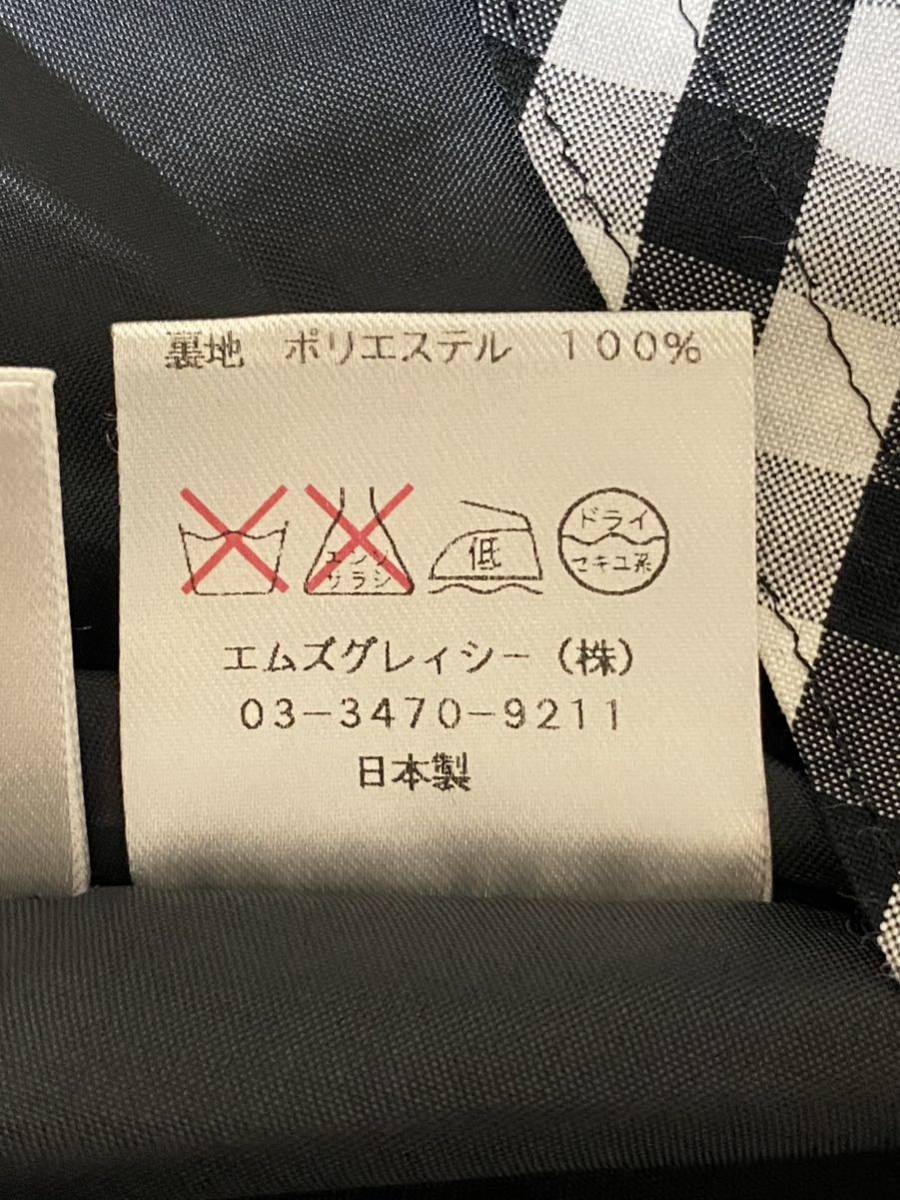 裏地 ポリエステル 100%
エンソ
サラシ
低
ドライ
セキユ系
エムズグレィシー(株)
03-3470-9211
日本製